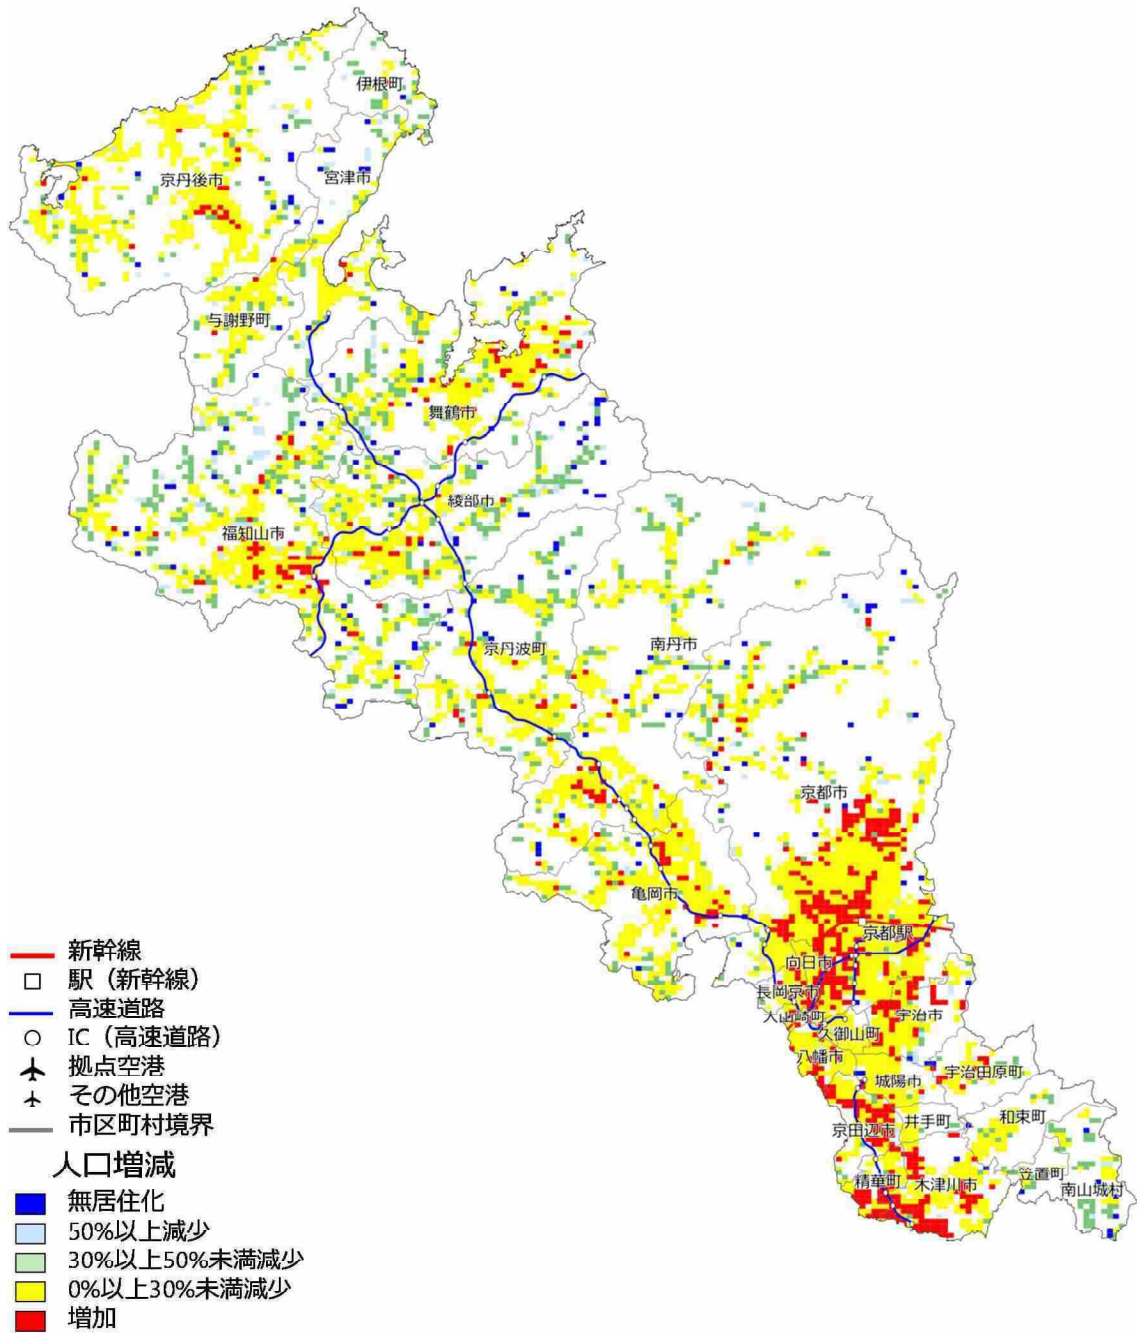 伊根町
京丹後市
宮津市
与謝野町
舞鶴市
綾部市
福知山市
京丹波町
南丹市
京都市
亀岡市
京都駅
向日市
長岡京市
大山崎町
宇治市
久御山町
八幡市
城陽市
宇治田原町
井手町
和束町
京田辺市
精華町
木津川市
笠置町
南山城村
新幹線
駅（新幹線）
高速道路
IC（高速道路）
拠点空港
その他空港
市区町村境界
人口増減
無居住化
50%以上減少
30%以上50%未満減少
0%以上30%未満減少
増加